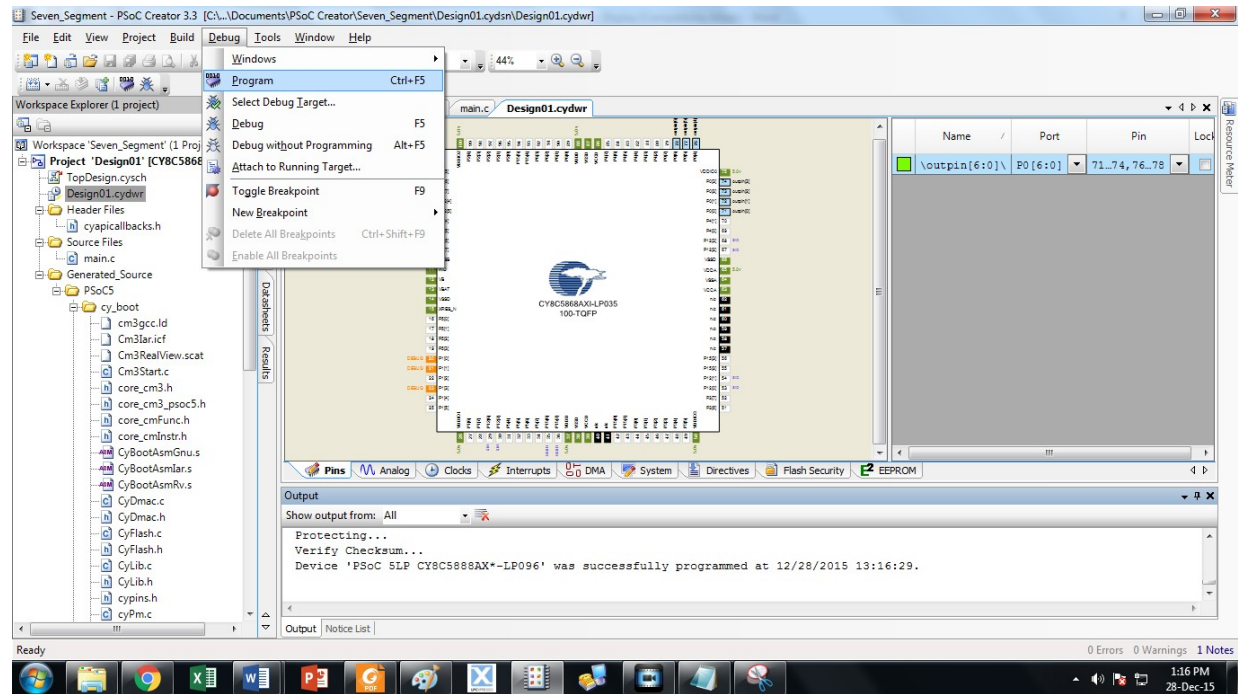 Seven_Segment - PSoC Creator 3.3 [C:\...\Documents\PSoC Creator\Seven_Segment\Design01.cydsn\Design01.cydwr]
File Edit View Project Build Debug Tools Window Help
44%
Windows
Program Ctrl+F5
Select Debug Target...
Debug F5
Debug without Programming Alt+F5
Attach to Running Target...
Toggle Breakpoint F9
New Breakpoint
Delete All Breakpoints Ctrl+Shift+F9
Enable All Breakpoints
Workspace Explorer (1 project)
Workspace 'Seven_Segment' (1 Proj
Project 'Design01' [CY8C5868
TopDesign.cysch
Design01.cydwr
Header Files
cyapicallbacks.h
Source Files
main.c
Generated_Source
PSoC5
cy_boot
cm3gcc.ld
Cm3Iar.icf
Cm3RealView.scat
Cm3Start.c
core_cm3.h
core_cm3_psoc5.h
core_cmFunc.h
core_cmInstr.h
CyBootAsmGnu.s
CyBootAsmIar.s
CyBootAsmRv.s
CyDmac.c
CyDmac.h
CyFlash.c
CyFlash.h
CyLib.c
CyLib.h
cypins.h
cyPm.c
Datasheets
Results
main.c Design01.cydwr
CY8C5868AXI-LP035
100-TQFP
Name Port Pin Lock
\outpin[6:0]\ P0[6:0] 71..74,76..78
Resource Meter
Pins Analog Clocks Interrupts DMA System Directives Flash Security EEPROM
Output
Show output from: All
Protecting...
Verify Checksum...
Device 'PSoC 5LP CY8C5888AX*-LP096' was successfully programmed at 12/28/2015 13:16:29.
Output Notice List
Ready 0 Errors 0 Warnings 1 Notes
1:16 PM
28-Dec-15